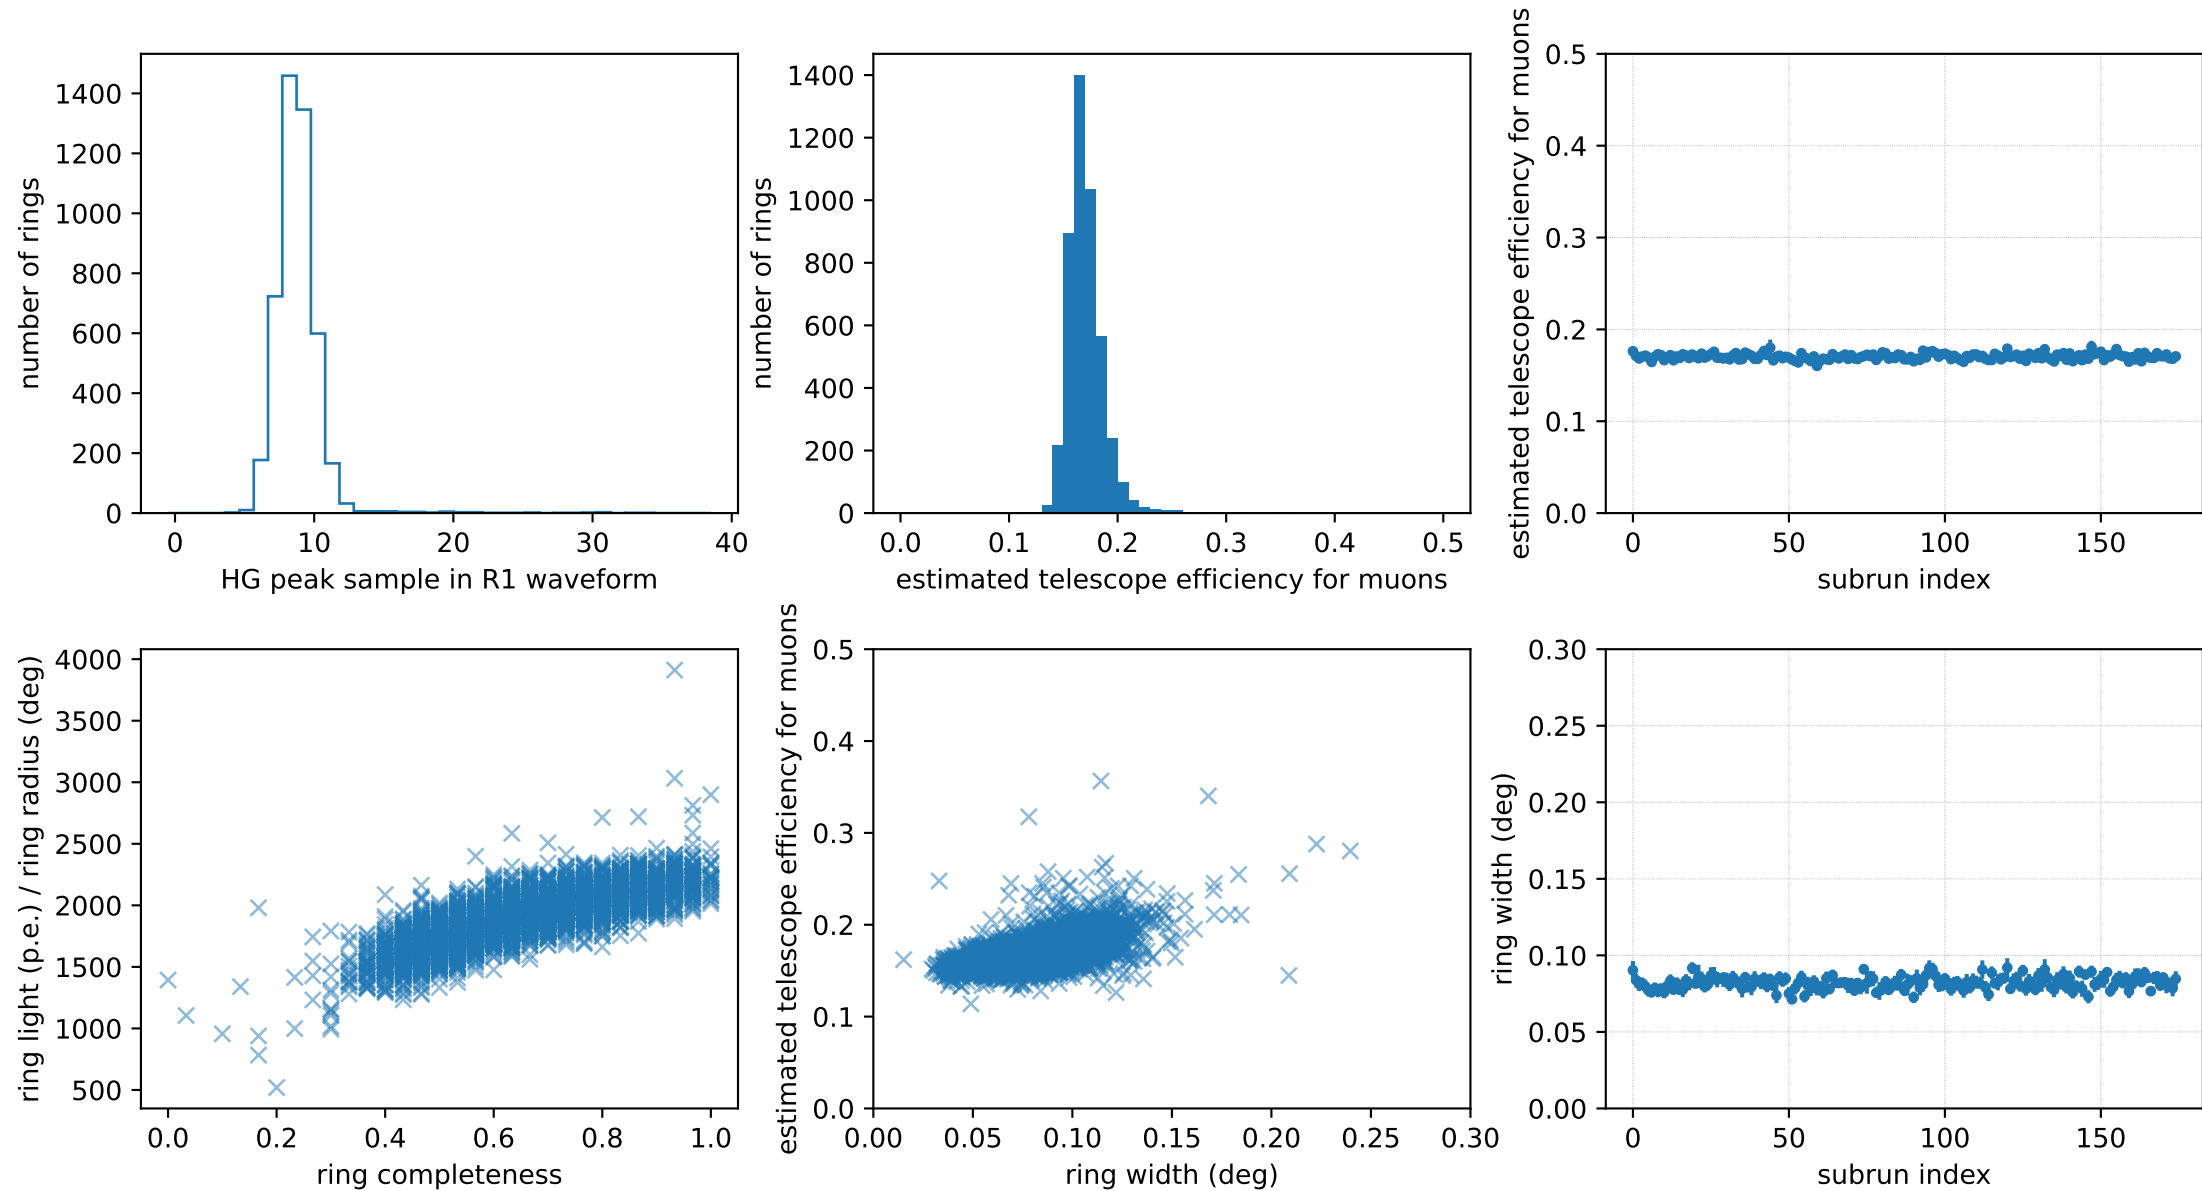 number of rings
1400
1200
1000
800
600
400
200
0
0 10 20 30 40
HG peak sample in R1 waveform
number of rings
1400
1200
1000
800
600
400
200
0
0.0 0.1 0.2 0.3 0.4 0.5
estimated telescope efficiency for muons
estimated telescope efficiency for muons
0.5
0.4
0.3
0.2
0.1
0.0
0 50 100 150
subrun index
ring light (p.e.) / ring radius (deg)
4000
3500
3000
2500
2000
1500
1000
500
0.0 0.2 0.4 0.6 0.8 1.0
ring completeness
estimated telescope efficiency for muons
0.5
0.4
0.3
0.2
0.1
0.0
0.00 0.05 0.10 0.15 0.20 0.25 0.30
ring width (deg)
ring width (deg)
0.30
0.25
0.20
0.15
0.10
0.05
0.00
0 50 100 150
subrun index